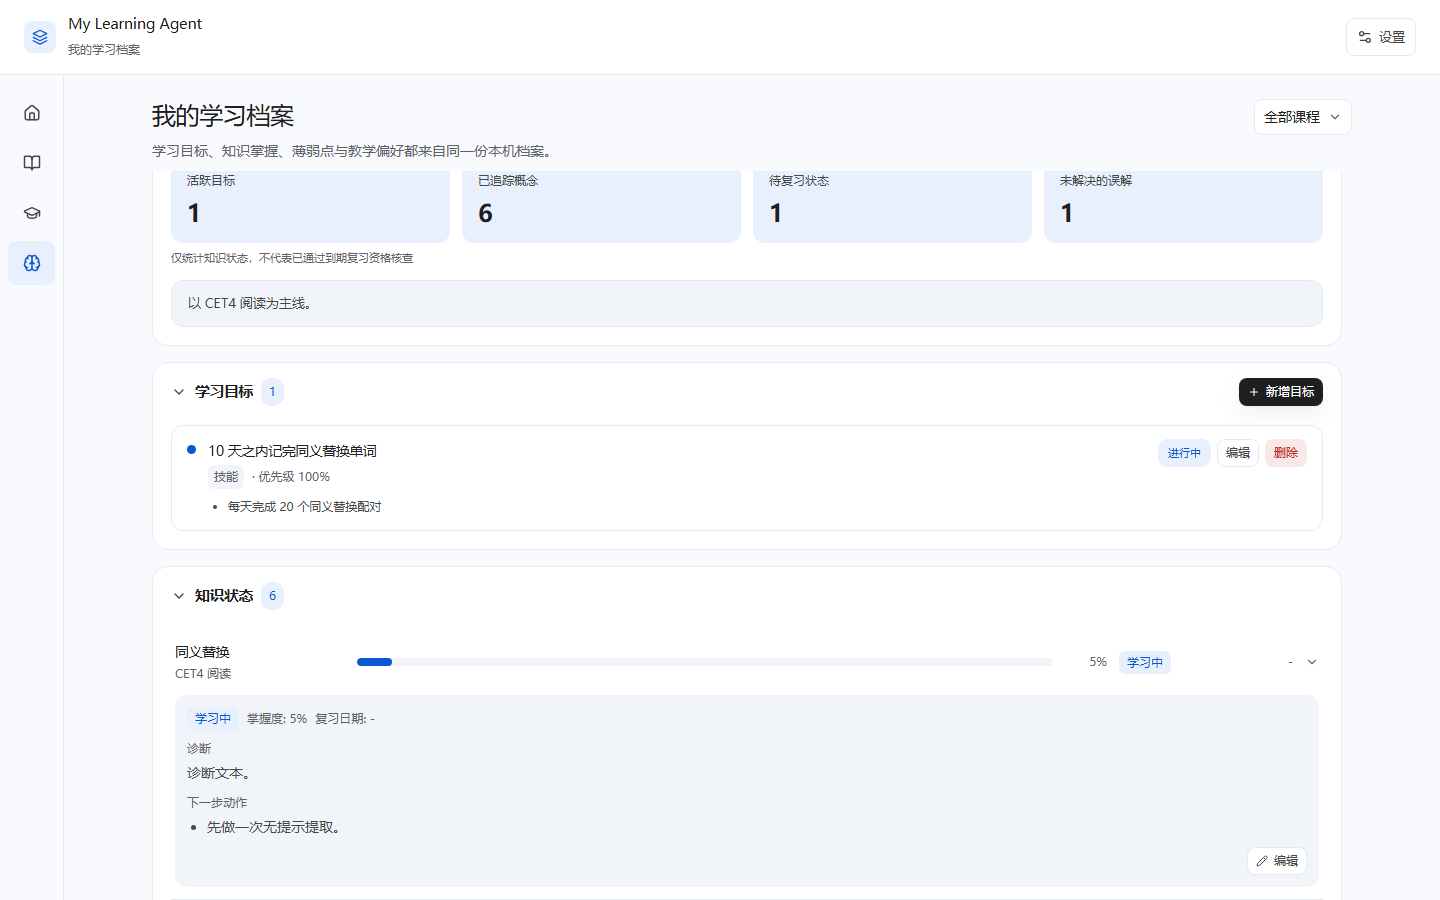 My Learning Agent
我的学习档案
设置
我的学习档案
全部课程
学习目标、知识掌握、薄弱点与教学偏好都来自同一份本机档案。
活跃目标
已追踪概念
待复习状态
未解决的误解
1
6
1
1
仅统计知识状态，不代表已通过到期复习资格核查
以 CET4 阅读为主线。
学习目标 1
+ 新增目标
10 天之内记完同义替换单词
进行中 编辑 删除
技能 · 优先级 100%
• 每天完成 20 个同义替换配对
知识状态 6
同义替换
CET4 阅读
5% 学习中 -
学习中 掌握度: 5% 复习日期: -
诊断
诊断文本。
下一步动作
• 先做一次无提示提取。
编辑